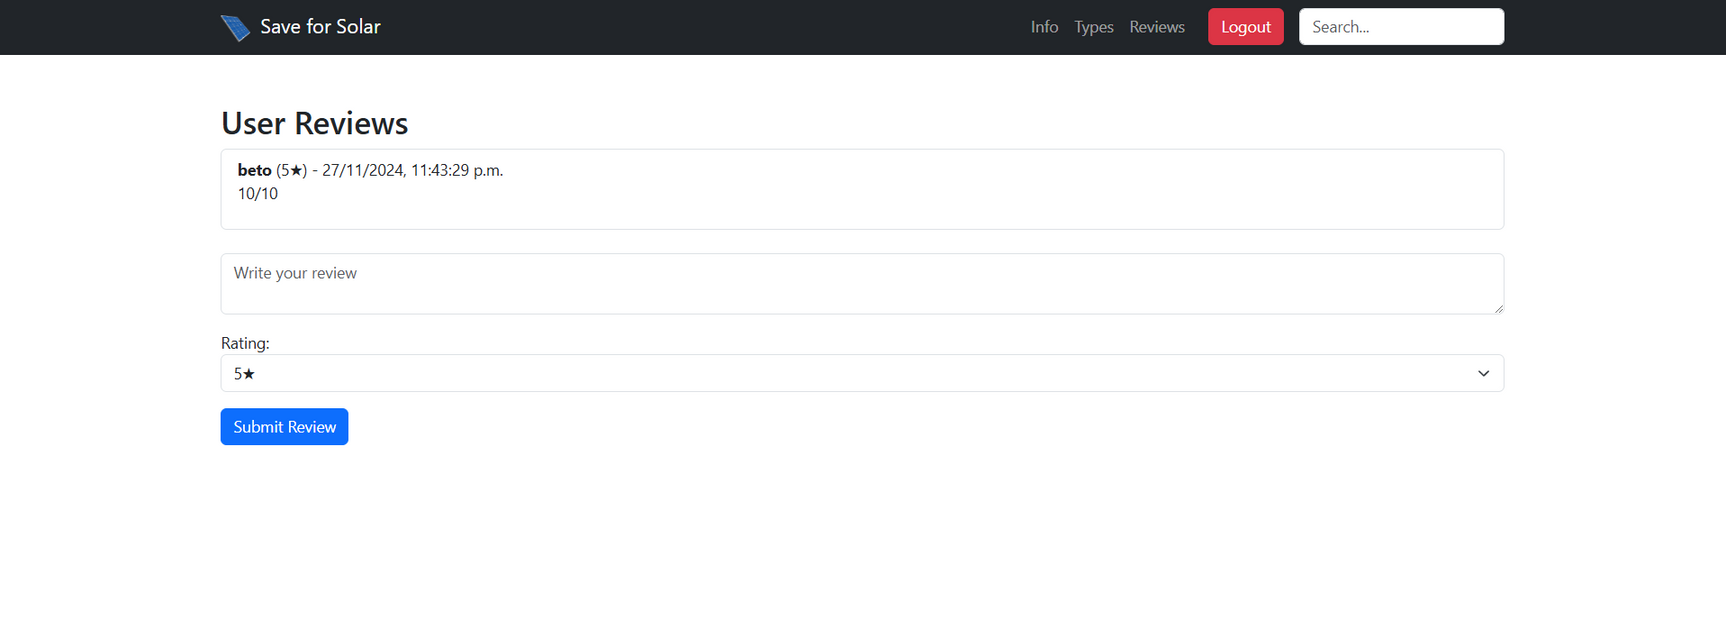 Save for Solar
Info Types Reviews Logout Search...
User Reviews
beto (5★) - 27/11/2024, 11:43:29 p.m.
10/10
Write your review
Rating:
5★
Submit Review